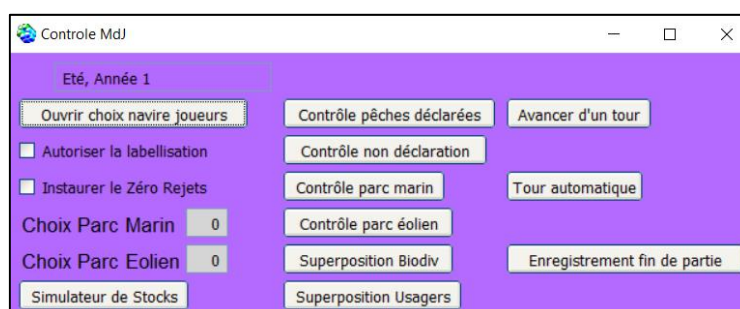 Controle MdJ
Eté, Année 1
Ouvrir choix navire joueurs Contrôle pêches déclarées Avancer d'un tour
Autoriser la labellisation Contrôle non déclaration
Instaurer le Zéro Rejets Contrôle parc marin Tour automatique
Choix Parc Marin 0 Contrôle parc éolien
Choix Parc Eolien 0 Superposition Biodiv Enregistrement fin de partie
Simulateur de Stocks Superposition Usagers